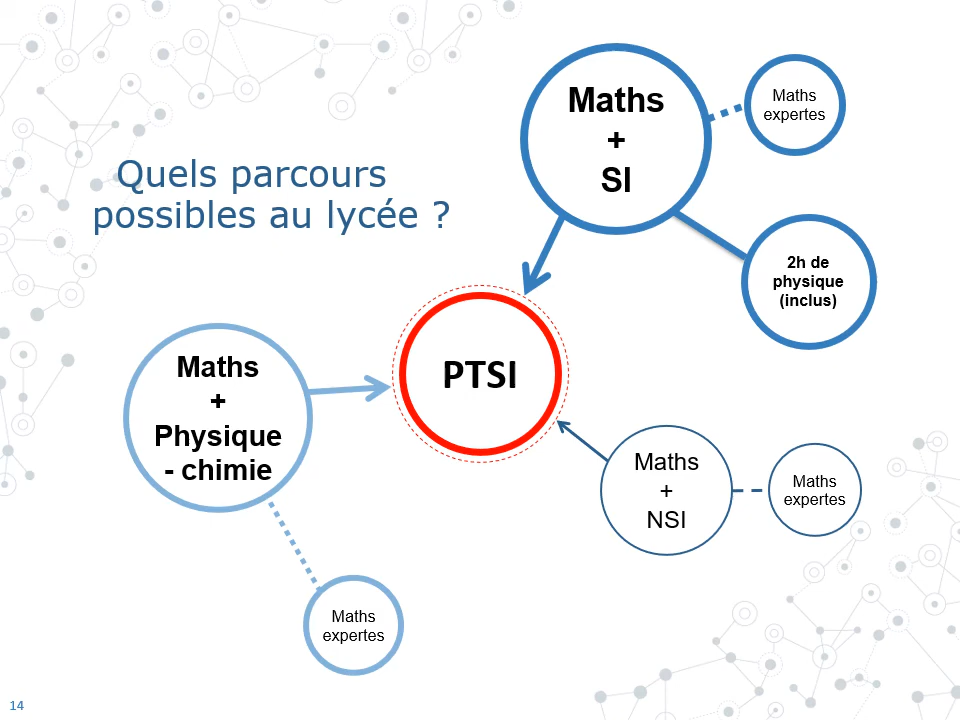 Quels parcours
possibles au lycée ?
Maths
+
SI
Maths
expertes
2h de
physique
(inclus)
PTSI
Maths
+
Physique
- chimie
Maths
expertes
Maths
+
NSI
Maths
expertes
14